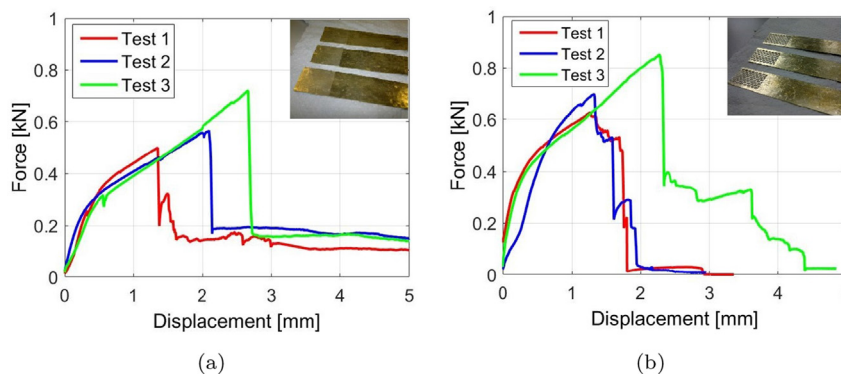 1
0.8
0.6
0.4
0.2
0
Force [kN]
Test 1
Test 2
Test 3
0 1 2 3 4 5
Displacement [mm]
(a)
1
0.8
0.6
0.4
0.2
0
Force [kN]
Test 1
Test 2
Test 3
0 1 2 3 4
Displacement [mm]
(b)